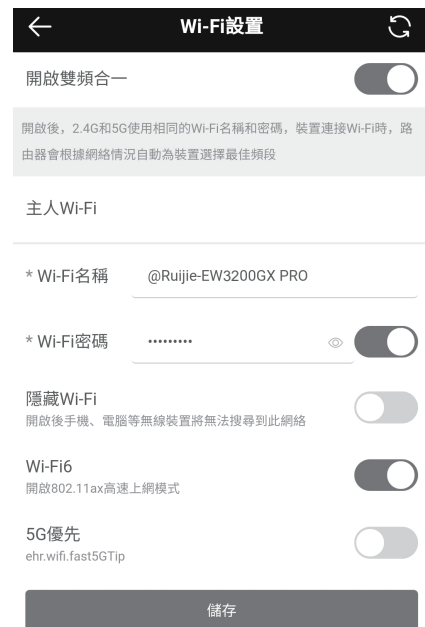 Wi-Fi設置
開啟雙頻合一
開啟後，2.4G和5G使用相同的Wi-Fi名稱和密碼，裝置連接Wi-Fi時，路
由器會根據網絡情況自動為裝置選擇最佳頻段
主人Wi-Fi
* Wi-Fi名稱 @Ruijie-EW3200GX PRO
* Wi-Fi密碼 •••••••••
隱藏Wi-Fi
開啟後手機、電腦等無線裝置將無法搜尋到此網絡
Wi-Fi6
開啟802.11ax高速上網模式
5G優先
ehr.wifi.fast5GTip
儲存